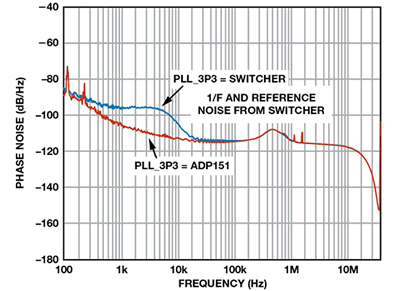 –40
–60
–80
–100
–120
–140
–160
–180
PHASE NOISE (dB/Hz)
PLL_3P3 = SWITCHER
1/F AND REFERENCE
NOISE FROM SWITCHER
PLL_3P3 = ADP151
100
1k
10k
100k
1M
10M
FREQUENCY (Hz)